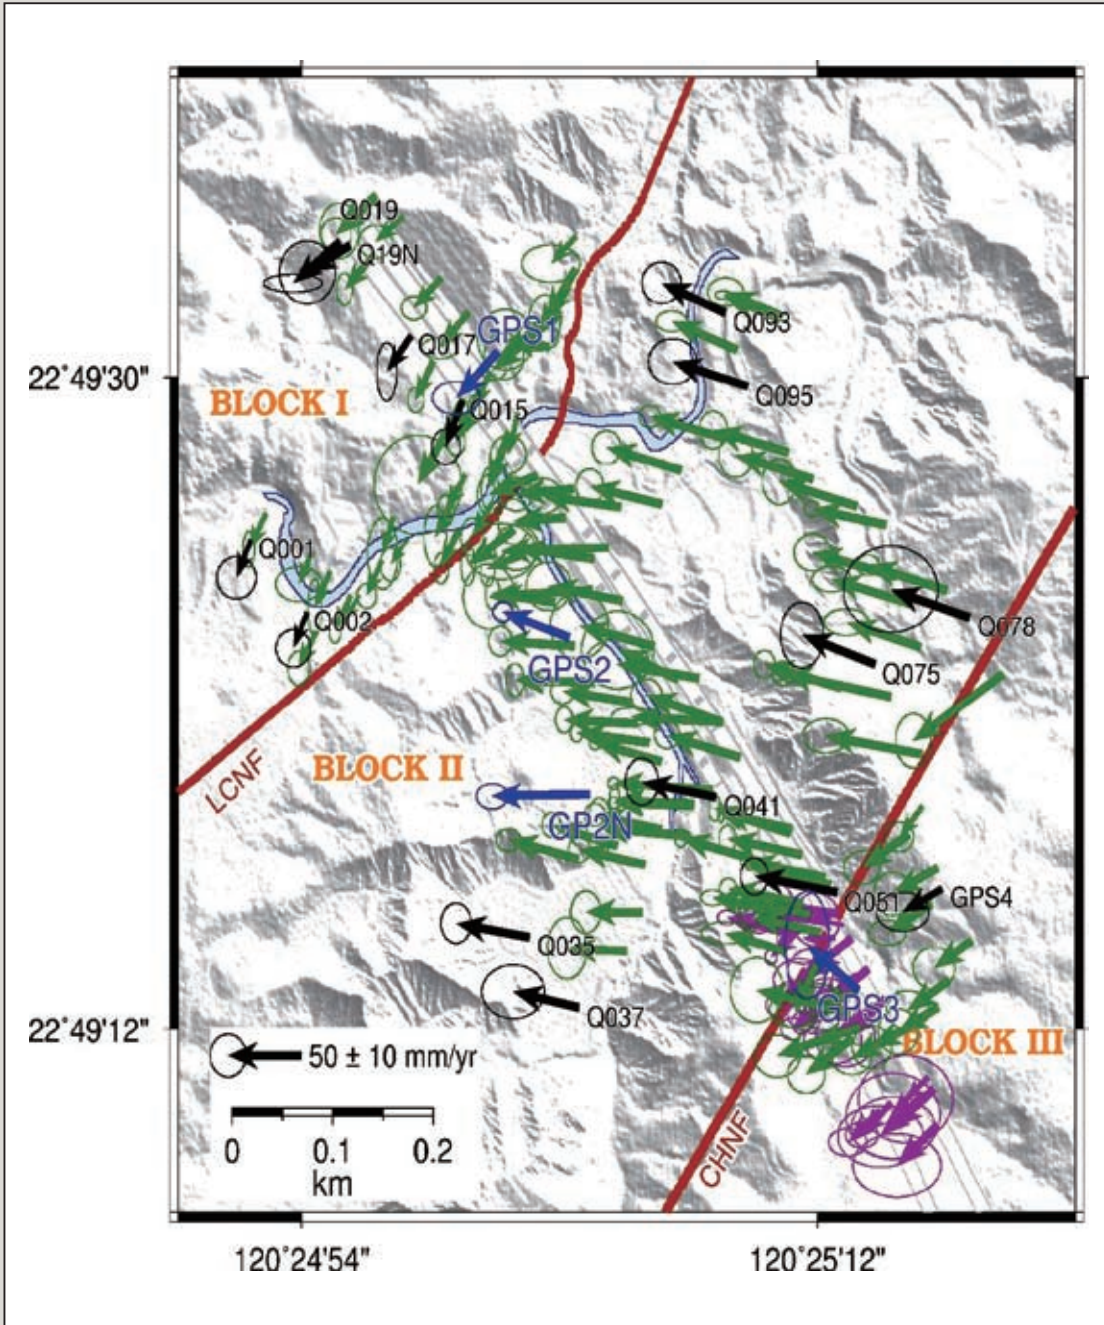 Q019
Q19N
GPS1
Q017
Q093
22°49'30"
Q095
BLOCK I
Q015
Q001
Q002
Q078
GPS2
Q075
LCNF
BLOCK II
Q041
GP2N
Q051
GPS4
Q035
GPS3
Q037
22°49'12"
BLOCK III
50 ± 10 mm/yr
0 0.1 0.2
km
CHNF
120°24'54" 120°25'12"